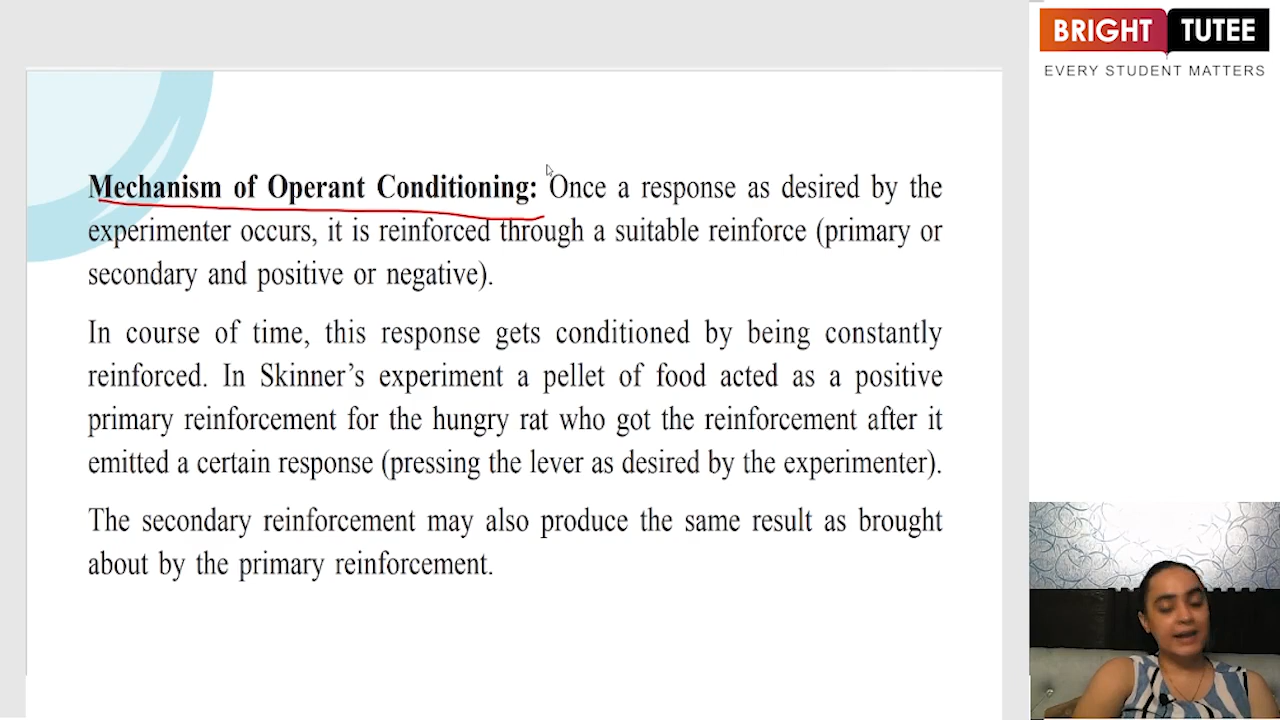 BRIGHT TUTEE
EVERY STUDENT MATTERS
Mechanism of Operant Conditioning: Once a response as desired by the
experimenter occurs, it is reinforced through a suitable reinforce (primary or
secondary and positive or negative).
In course of time, this response gets conditioned by being constantly
reinforced. In Skinner’s experiment a pellet of food acted as a positive
primary reinforcement for the hungry rat who got the reinforcement after it
emitted a certain response (pressing the lever as desired by the experimenter).
The secondary reinforcement may also produce the same result as brought
about by the primary reinforcement.